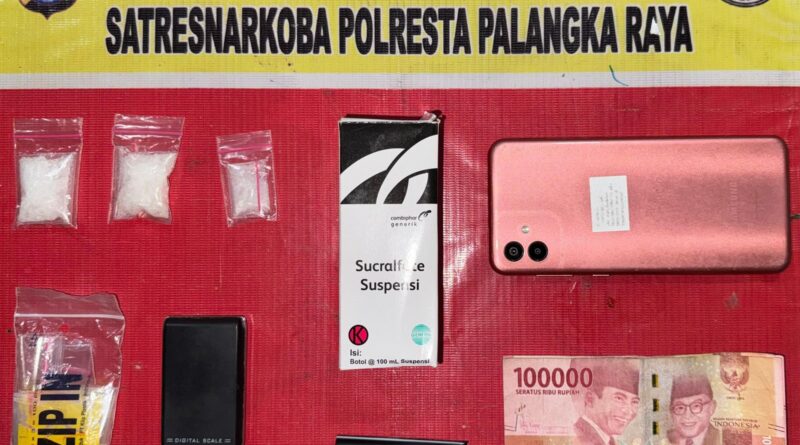 SATRESNARKOBA POLRESTA PALANGKA RAYA
combiphar
generik
Sucralfate
Suspensi
K
Isi:
Botol @ 100 mL Suspensi
SAMSUNG
ZIP IN
DIGITAL SCALE
100000
SERATUS RIBU RUPIAH
INDONESIA